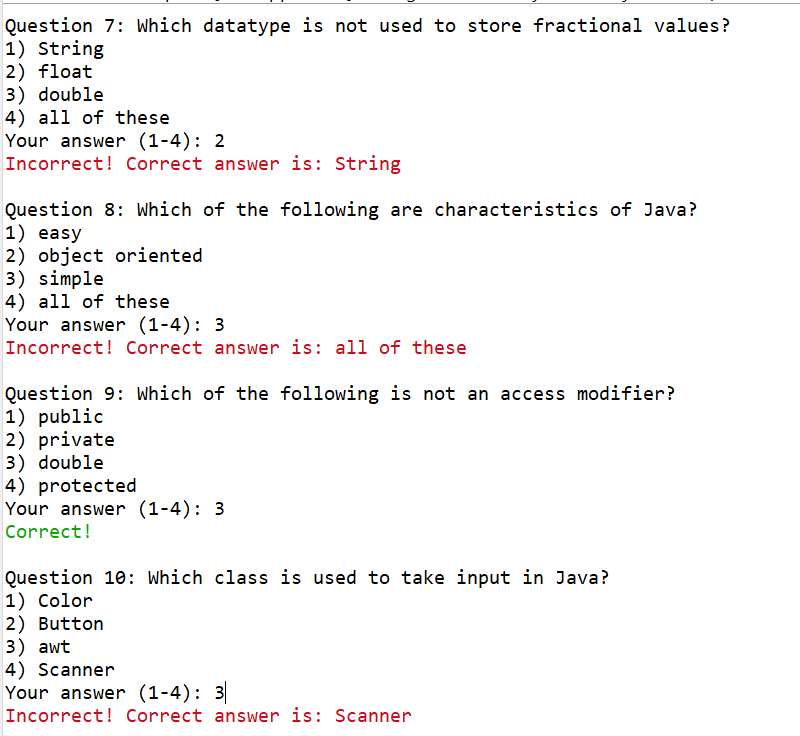 Question 7: Which datatype is not used to store fractional values?
1) String
2) float
3) double
4) all of these
Your answer (1-4): 2
Incorrect! Correct answer is: String
Question 8: Which of the following are characteristics of Java?
1) easy
2) object oriented
3) simple
4) all of these
Your answer (1-4): 3
Incorrect! Correct answer is: all of these
Question 9: Which of the following is not an access modifier?
1) public
2) private
3) double
4) protected
Your answer (1-4): 3
Correct!
Question 10: Which class is used to take input in Java?
1) Color
2) Button
3) awt
4) Scanner
Your answer (1-4): 3
Incorrect! Correct answer is: Scanner